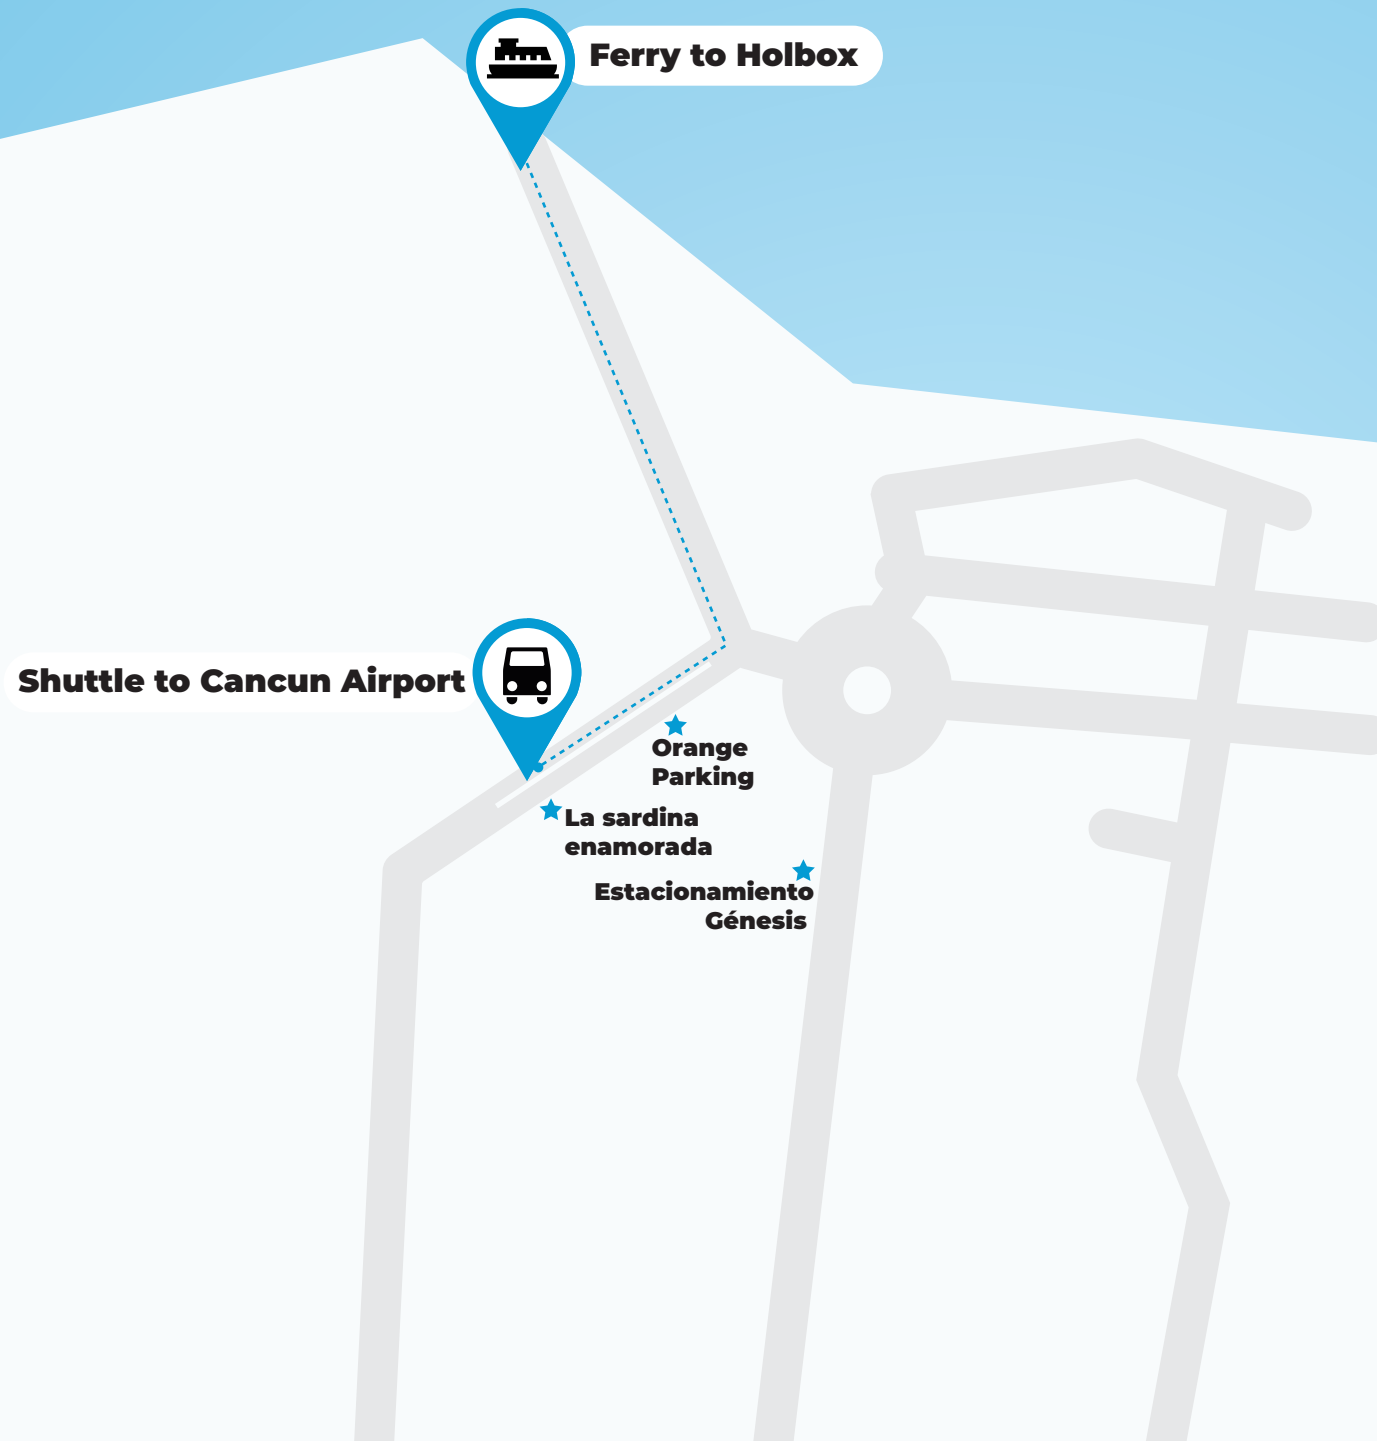 Ferry to Holbox
Shuttle to Cancun Airport
Orange
Parking
La sardina
enamorada
Estacionamiento
Génesis